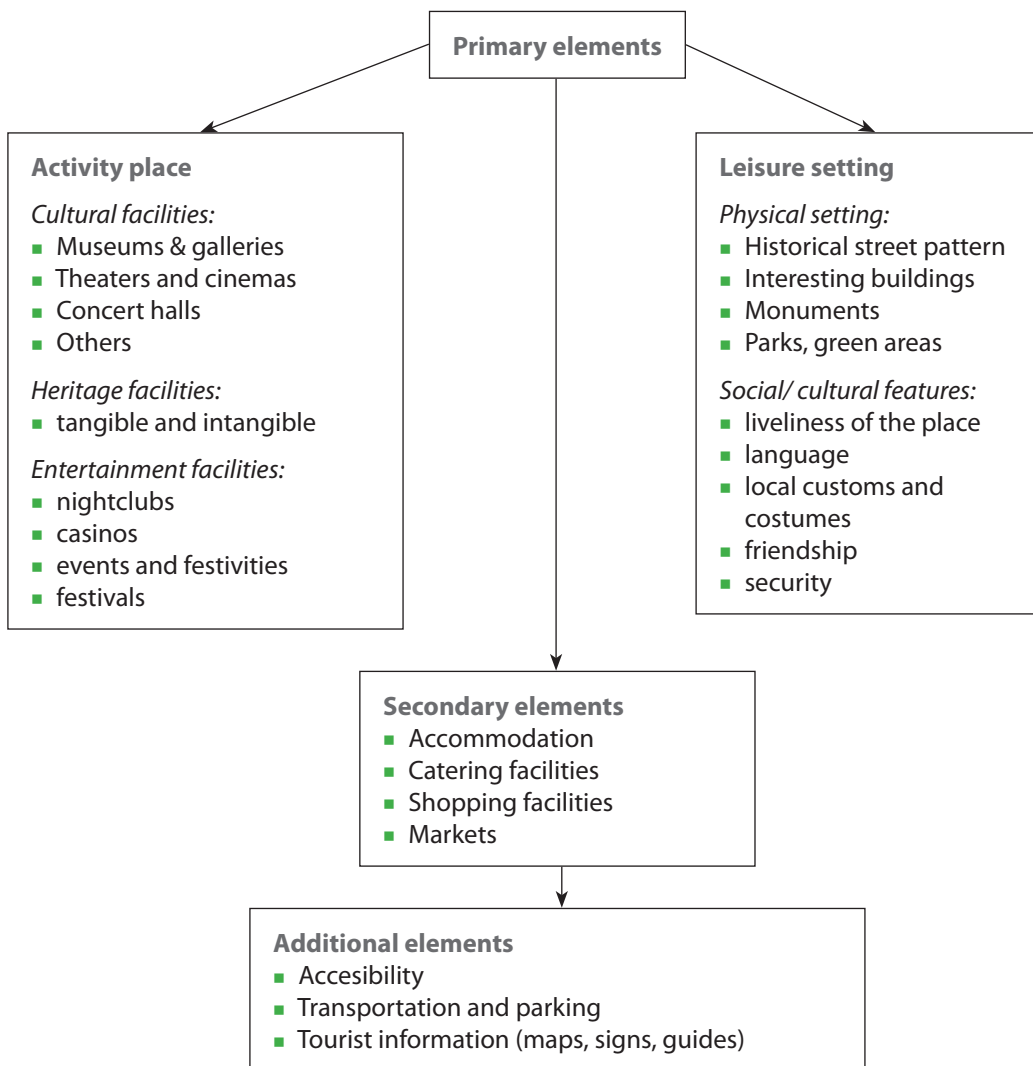 Primary elements
Activity place
Cultural facilities:
■ Museums & galleries
■ Theaters and cinemas
■ Concert halls
■ Others
Heritage facilities:
■ tangible and intangible
Entertainment facilities:
■ nightclubs
■ casinos
■ events and festivities
■ festivals
Leisure setting
Physical setting:
■ Historical street pattern
■ Interesting buildings
■ Monuments
■ Parks, green areas
Social/ cultural features:
■ liveliness of the place
■ language
■ local customs and
costumes
■ friendship
■ security
Secondary elements
■ Accommodation
■ Catering facilities
■ Shopping facilities
■ Markets
Additional elements
■ Accesibility
■ Transportation and parking
■ Tourist information (maps, signs, guides)